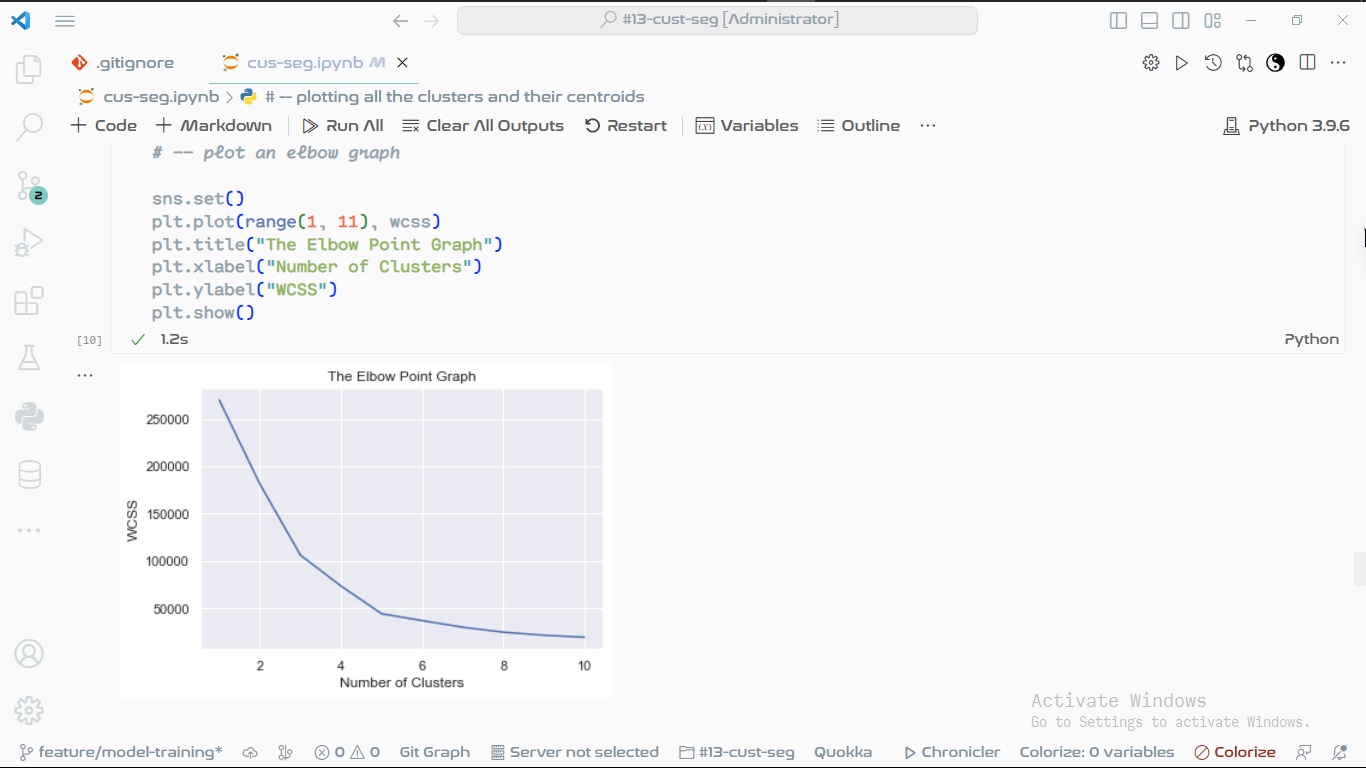 #13-cust-seg [Administrator]
.gitignore
cus-seg.ipynb M
cus-seg.ipynb > # -- plotting all the clusters and their centroids
+ Code + Markdown Run All Clear All Outputs Restart Variables Outline ... Python 3.9.6
# -- plot an elbow graph
sns.set()
plt.plot(range(1, 11), wcss)
plt.title("The Elbow Point Graph")
plt.xlabel("Number of Clusters")
plt.ylabel("WCSS")
plt.show()
[10] ✓ 1.2s Python
...
The Elbow Point Graph
250000
200000
150000
100000
50000
WCSS
2 4 6 8 10
Number of Clusters
2
Activate Windows
Go to Settings to activate Windows.
feature/model-training* 0 0 Git Graph Server not selected #13-cust-seg Quokka Chronicler Colorize: 0 variables Colorize